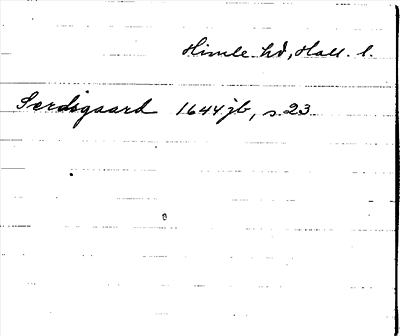 Himle hd, Hall. l.
Serdsgaard 1644 jb, s. 23